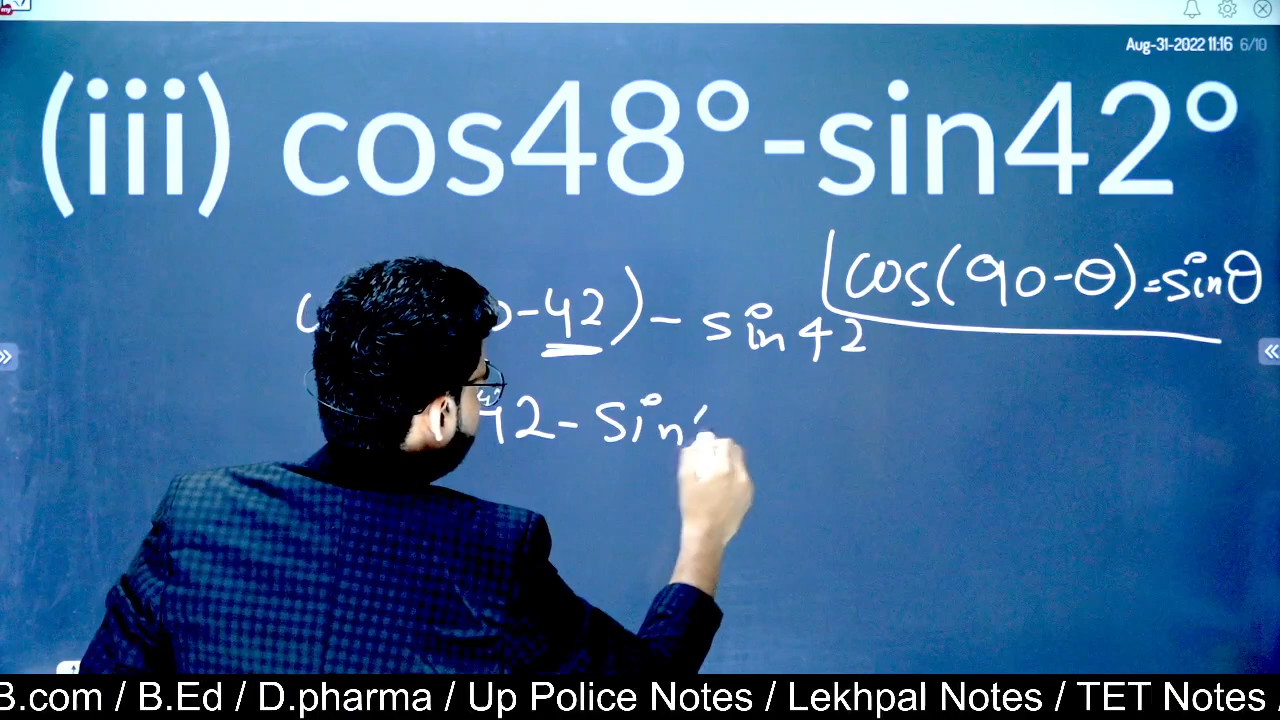 Aug-31-2022 11:16 6/10
(iii) cos48°-sin42°
cos(90-θ)=sinθ
-42)-sin42
42-sin
B.com / B.Ed / D.pharma / Up Police Notes / Lekhpal Notes / TET Notes /